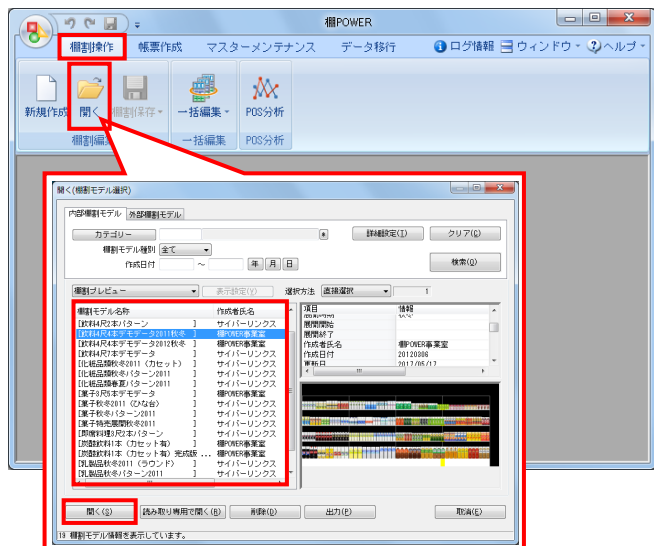 棚POWER
棚割操作 帳票作成 マスターメンテナンス データ移行 ログ情報 ウィンドウ ヘルプ
新規作成 開く 棚割保存 一括編集 POS分析
棚割編集 一括編集 POS分析
開く(棚割モデル選択)
内部棚割モデル 外部棚割モデル
カテゴリー * 詳細設定(I) クリア(C)
棚割モデル種別 全て
作成日付 ～ 年 月 日 検索(Q)
棚割プレビュー 表示設定(V) 選択方法 直接選択 1
棚割モデル名称 作成者氏名 項目 情報
[飲料4尺2本パターン ] サイバーリンクス
[飲料4尺4本デモデータ2011秋冬 ] 棚POWER事業室
[飲料4尺4本デモデータ2012秋冬 ] 棚POWER事業室
[飲料4尺7本デモデータ ] サイバーリンクス
[化粧品類秋冬2011（カセット） ] サイバーリンクス
[化粧品類秋冬パターン2011 ] サイバーリンクス
[化粧品類春夏パターン2011 ] サイバーリンクス
[菓子3尺5本デモデータ ] 棚POWER事業室
[菓子秋冬2011（ひな台） ] サイバーリンクス
[菓子秋冬パターン2011 ] サイバーリンクス
[菓子特売展開秋冬2011 ] サイバーリンクス
[即席料理3尺2本パターン ] サイバーリンクス
[炭酸飲料1本（カセット有） ] 棚POWER事業室
[炭酸飲料1本（カセット有）完成版 ... 棚POWER事業室
[乳製品秋冬2011（ラウンド） ] サイバーリンクス
[乳製品秋冬パターン2011 ] サイバーリンクス
展開時期 秋冬
展開開始
展開終了
作成者氏名 棚POWER事業室
作成日付 20120306
更新日 2017/05/17
開く(S) 読み取り専用で開く(R) 削除(D) 出力(P) 取消(E)
19 棚割モデル情報を表示しています。